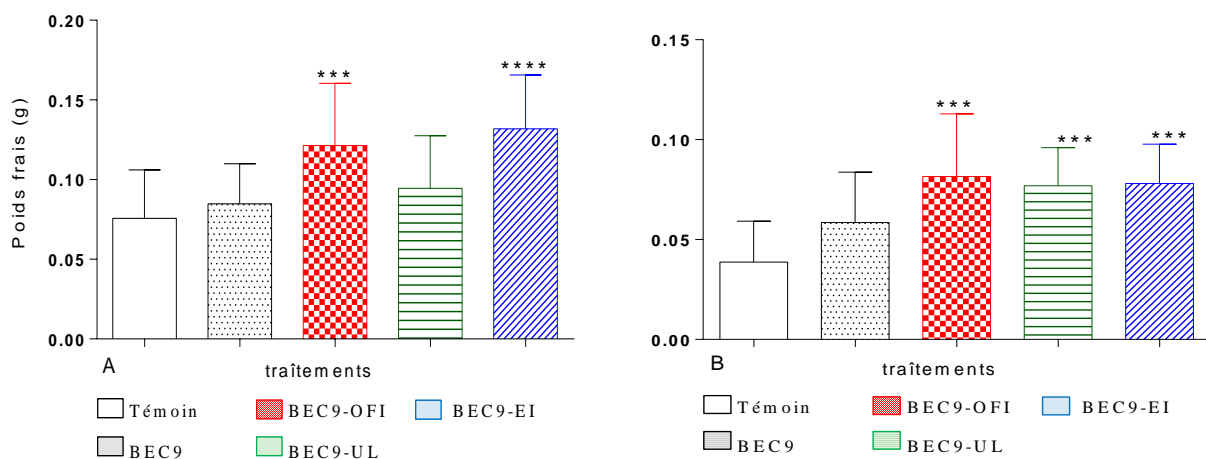 Poids frais (g)
0.20
0.15
0.10
0.05
0.00
***
****
A
traîtements
Témoin
BEC9-OFI
BEC9-EI
BEC9
BEC9-UL
0.15
0.10
0.05
0.00
***
***
***
B
traîtements
Témoin
BEC9-OFI
BEC9-EI
BEC9
BEC9-UL